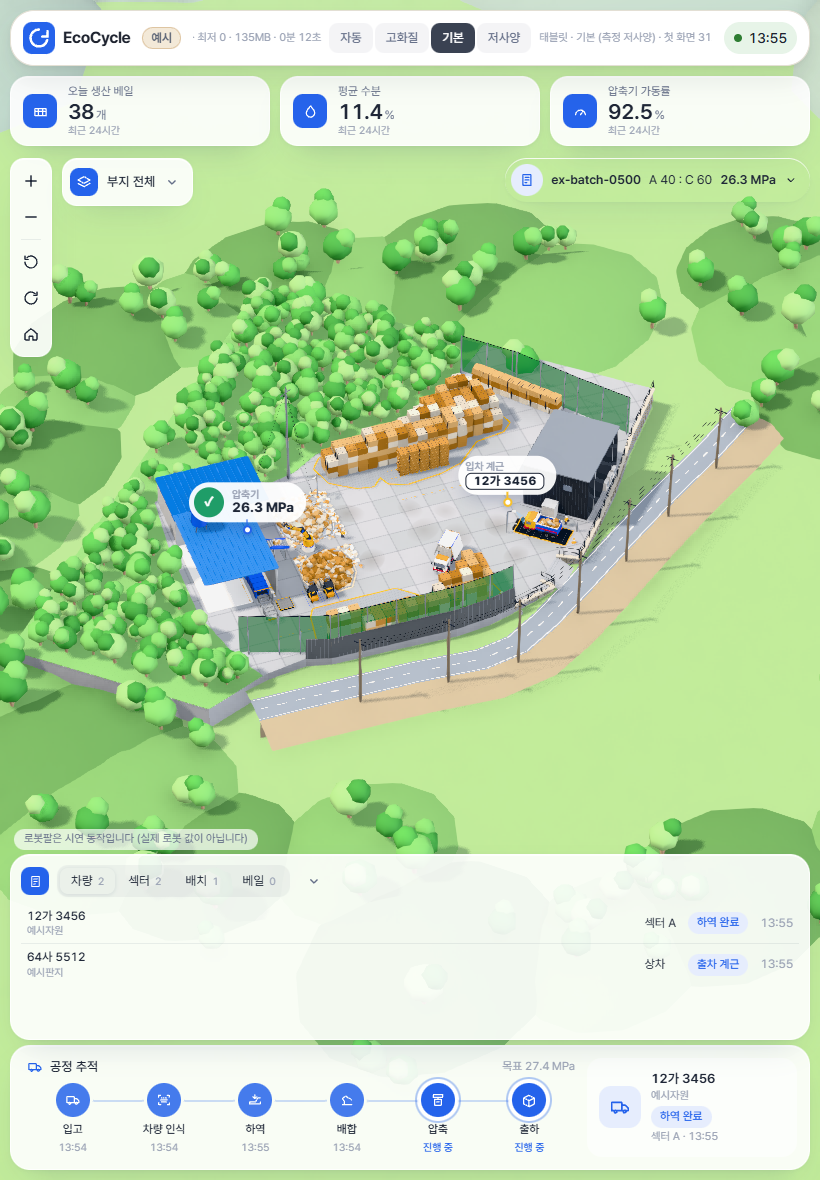 EcoCycle 예시 · 최저 0 · 135MB · 0분 12초 자동 고화질 기본 저사양 태블릿 · 기본 (측정 저사양) · 첫 화면 31 13:55
오늘 생산 베일
38개
최근 24시간
평균 수분
11.4%
최근 24시간
압축기 가동률
92.5%
최근 24시간
부지 전체
ex-batch-0500 A 40 : C 60 26.3 MPa
입차 계근
12가 3456
압축기
26.3 MPa
로봇팔은 시연 동작입니다 (실제 로봇 값이 아닙니다)
차량 2 섹터 2 배치 1 베일 0
12가 3456
예시자원
섹터 A 하역 완료 13:55
64사 5512
예시판지
상차 출차 계근 13:55
공정 추적
목표 27.4 MPa
입고
13:54
차량 인식
13:54
하역
13:55
배합
13:54
압축
진행 중
출하
진행 중
12가 3456
예시자원
하역 완료
섹터 A · 13:55